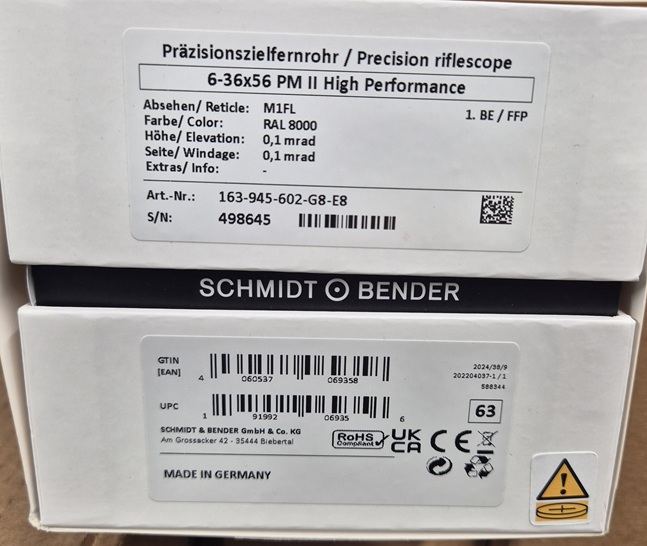 Präzisionszielfernrohr / Precision riflescope
6-36x56 PM II High Performance
Absehen/ Reticle: M1FL
1. BE / FFP
Farbe/ Color: RAL 8000
Höhe/ Elevation: 0,1 mrad
Seite/ Windage: 0,1 mrad
Extras/ Info: -
Art.-Nr.: 163-945-602-G8-E8
S/N: 498645
SCHMIDT BENDER
GTIN
[EAN]
4 060537 069358
2024/38/9
202204037-1 / 1
588344
UPC
1 91992 06935 6
63
SCHMIDT & BENDER GmbH & Co. KG
Am Grossacker 42 - 35444 Biebertal
RoHS
Compliant
UK
CA
CE
MADE IN GERMANY